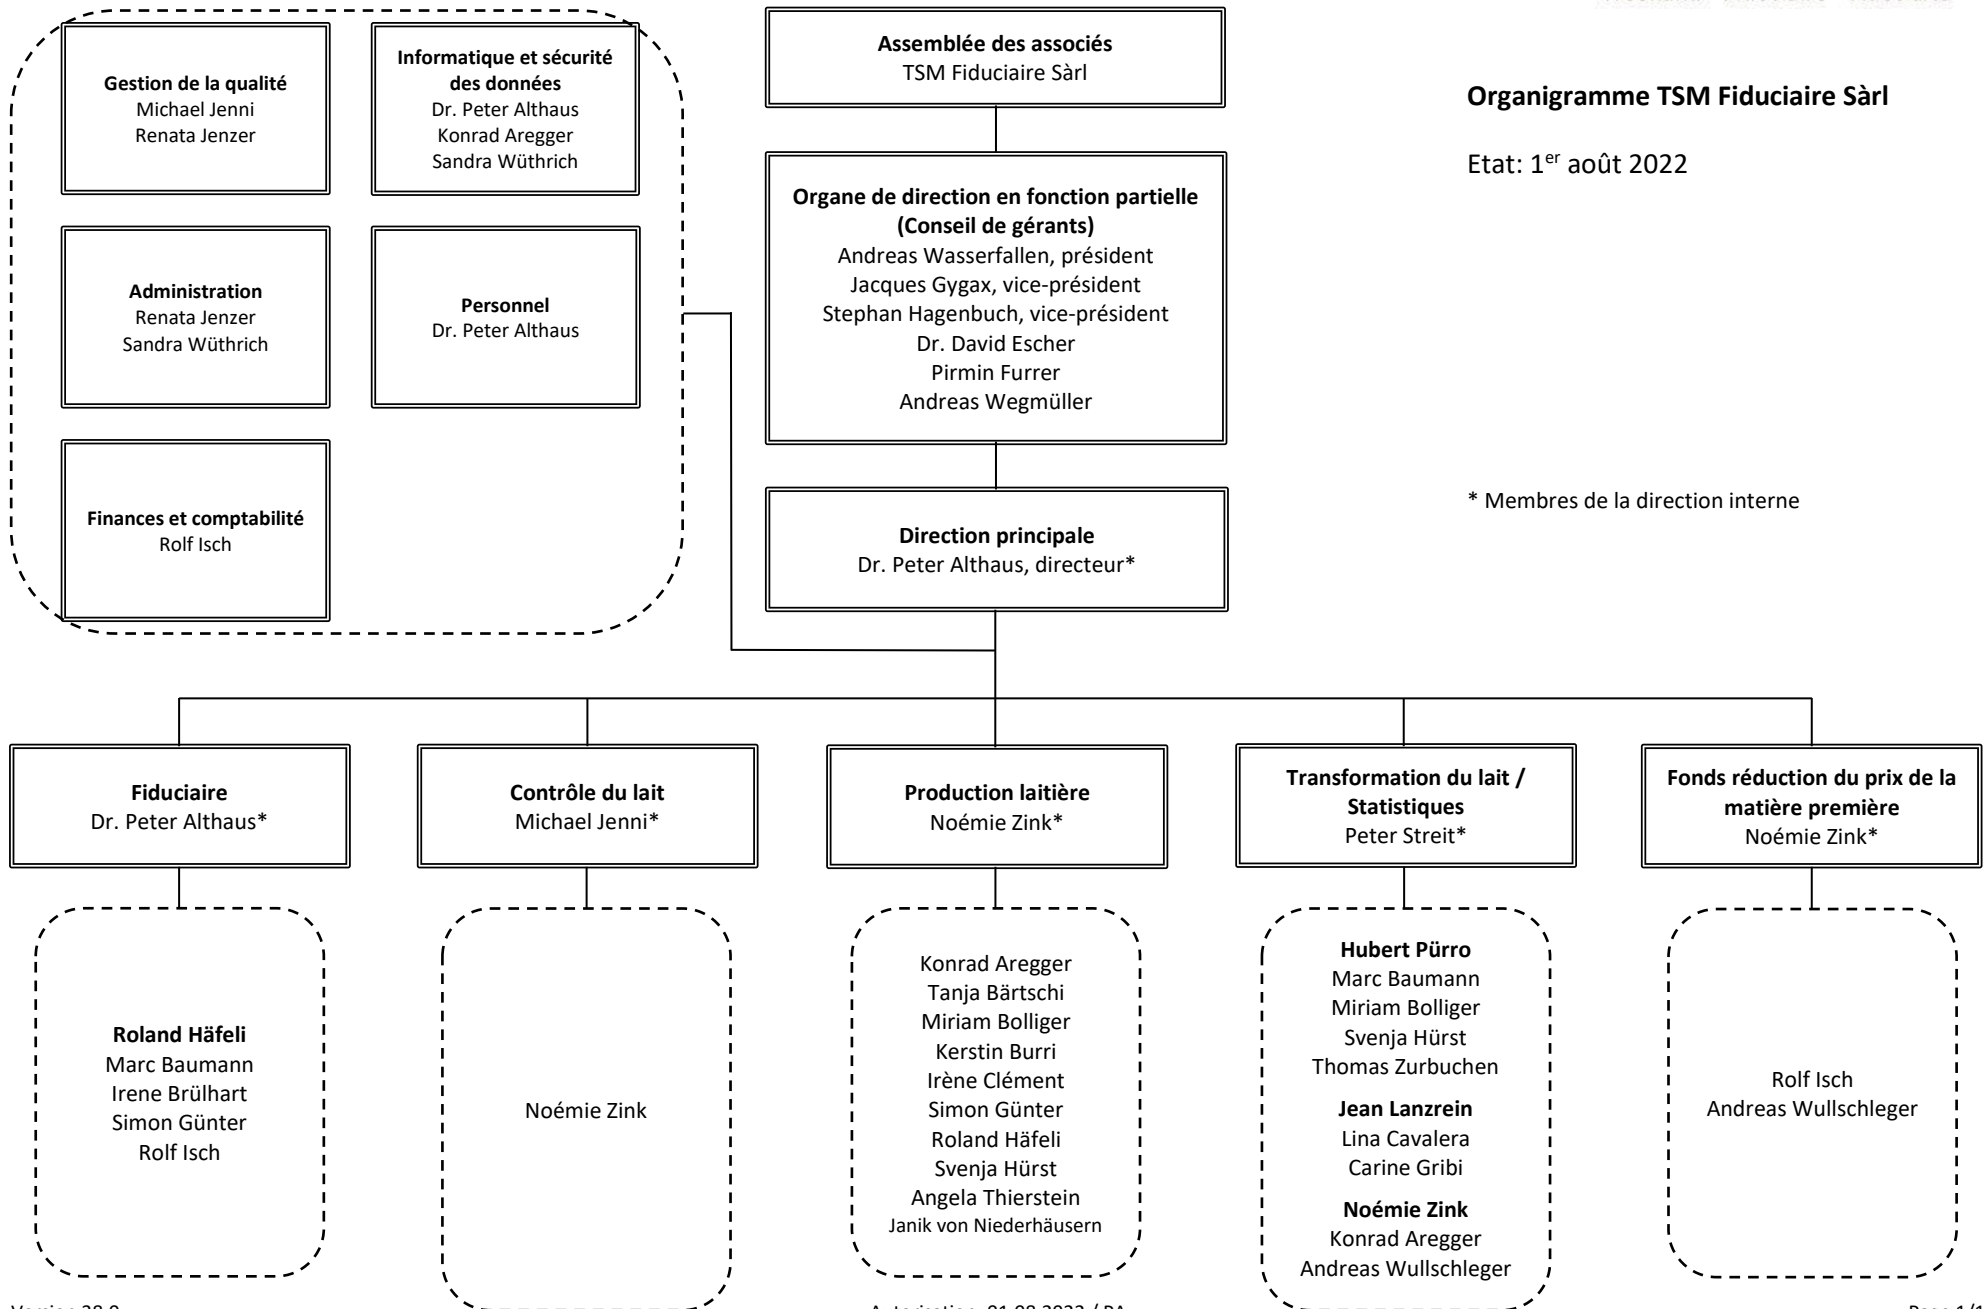 Gestion de la qualité
Michael Jenni
Renata Jenzer
Informatique et sécurité
des données
Dr. Peter Althaus
Konrad Aregger
Sandra Wüthrich
Administration
Renata Jenzer
Sandra Wüthrich
Personnel
Dr. Peter Althaus
Finances et comptabilité
Rolf Isch
Assemblée des associés
TSM Fiduciaire Sàrl
Organe de direction en fonction partielle
(Conseil de gérants)
Andreas Wasserfallen, président
Jacques Gygax, vice-président
Stephan Hagenbuch, vice-président
Dr. David Escher
Pirmin Furrer
Andreas Wegmüller
Direction principale
Dr. Peter Althaus, directeur*
Organigramme TSM Fiduciaire Sàrl
Etat: 1er août 2022
* Membres de la direction interne
Fiduciaire
Dr. Peter Althaus*
Contrôle du lait
Michael Jenni*
Production laitière
Noémie Zink*
Transformation du lait /
Statistiques
Peter Streit*
Fonds réduction du prix de la
matière première
Noémie Zink*
Roland Häfeli
Marc Baumann
Irene Brülhart
Simon Günter
Rolf Isch
Noémie Zink
Konrad Aregger
Tanja Bärtschi
Miriam Bolliger
Kerstin Burri
Irène Clément
Simon Günter
Roland Häfeli
Svenja Hürst
Angela Thierstein
Janik von Niederhäusern
Hubert Pürro
Marc Baumann
Miriam Bolliger
Svenja Hürst
Thomas Zurbuchen
Jean Lanzrein
Lina Cavalera
Carine Gribi
Noémie Zink
Konrad Aregger
Andreas Wullschleger
Rolf Isch
Andreas Wullschleger